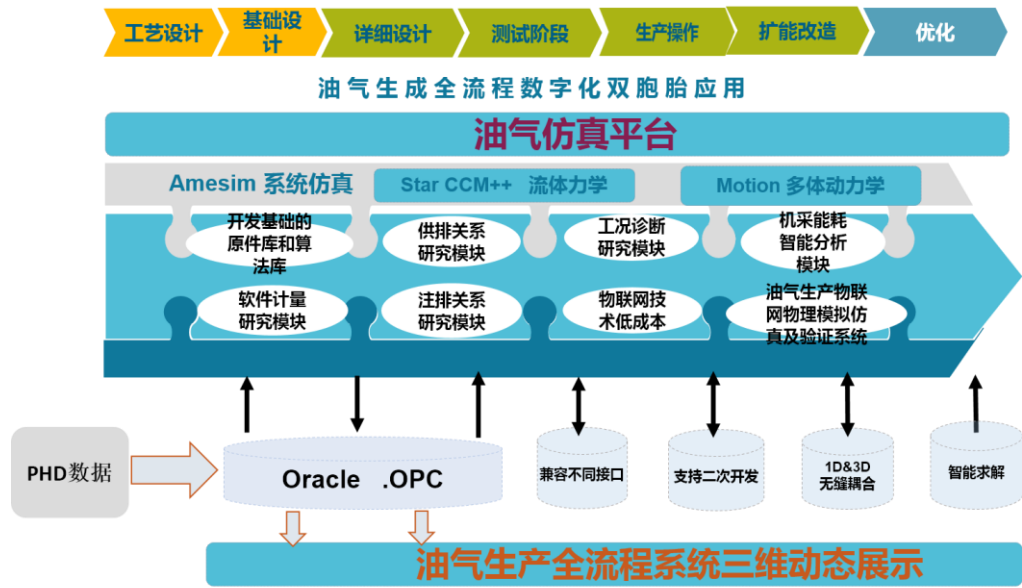 工艺设计
基础设
计
详细设计
测试阶段
生产操作
扩能改造
优化
油气生成全流程数字化双胞胎应用
油气仿真平台
Amesim 系统仿真
Star CCM++ 流体力学
Motion 多体动力学
开发基础的
原件库和算
法库
供排关系
研究模块
工况诊断
研究模块
机采能耗
智能分析
模块
软件计量
研究模块
注排关系
研究模块
物联网技
术低成本
油气生产物联
网物理模拟仿
真及验证系统
PHD数据
Oracle .OPC
兼容不同接口
支持二次开发
1D&3D
无缝耦合
智能求解
油气生产全流程系统三维动态展示